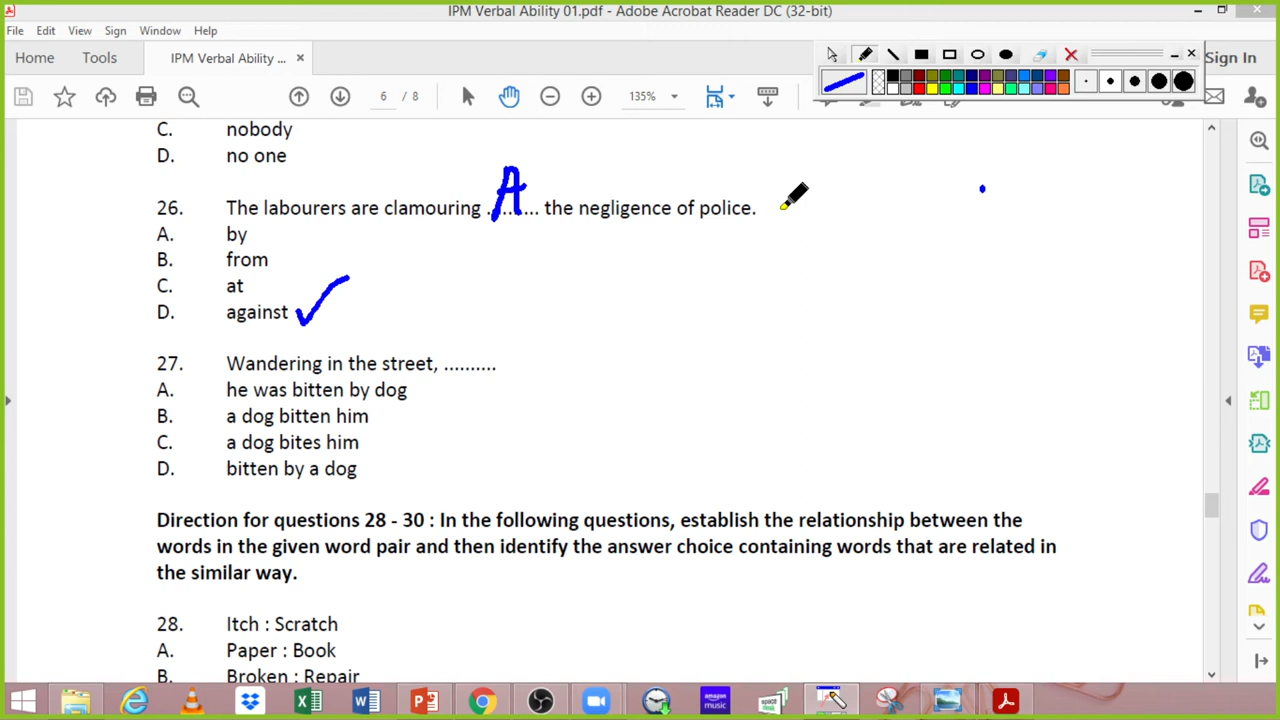 IPM Verbal Ability 01.pdf - Adobe Acrobat Reader DC (32-bit)
File Edit View Sign Window Help
Home Tools IPM Verbal Ability ... × Sign In
6 / 8 135%
C. nobody
D. no one
A
26. The labourers are clamouring .......... the negligence of police.
A. by
B. from
C. at
D. against
27. Wandering in the street, ..........
A. he was bitten by dog
B. a dog bitten him
C. a dog bites him
D. bitten by a dog
Direction for questions 28 - 30 : In the following questions, establish the relationship between the
words in the given word pair and then identify the answer choice containing words that are related in
the similar way.
28. Itch : Scratch
A. Paper : Book
B. Broken : Repair
amazon music
space desk